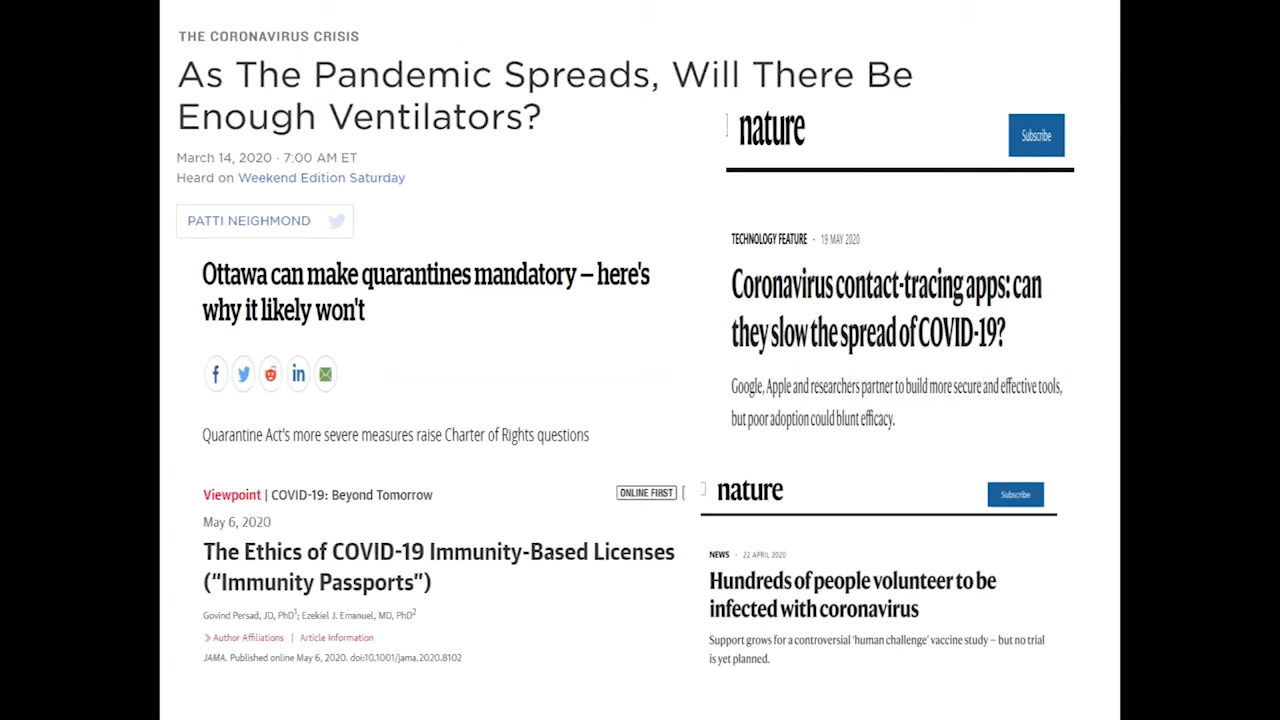 THE CORONAVIRUS CRISIS
As The Pandemic Spreads, Will There Be
Enough Ventilators?
March 14, 2020 · 7:00 AM ET
Heard on Weekend Edition Saturday
PATTI NEIGHMOND
nature
Subscribe
TECHNOLOGY FEATURE · 19 MAY 2020
Coronavirus contact-tracing apps: can
they slow the spread of COVID-19?
Google, Apple and researchers partner to build more secure and effective tools,
but poor adoption could blunt efficacy.
Ottawa can make quarantines mandatory – here's
why it likely won't
f
in
Quarantine Act's more severe measures raise Charter of Rights questions
Viewpoint | COVID-19: Beyond Tomorrow
ONLINE FIRST
May 6, 2020
The Ethics of COVID-19 Immunity-Based Licenses
(“Immunity Passports”)
Govind Persad, JD, PhD1; Ezekiel J. Emanuel, MD, PhD2
» Author Affiliations | Article Information
JAMA. Published online May 6, 2020. doi:10.1001/jama.2020.8102
nature
Subscribe
NEWS · 22 APRIL 2020
Hundreds of people volunteer to be
infected with coronavirus
Support grows for a controversial ‘human challenge’ vaccine study – but no trial
is yet planned.